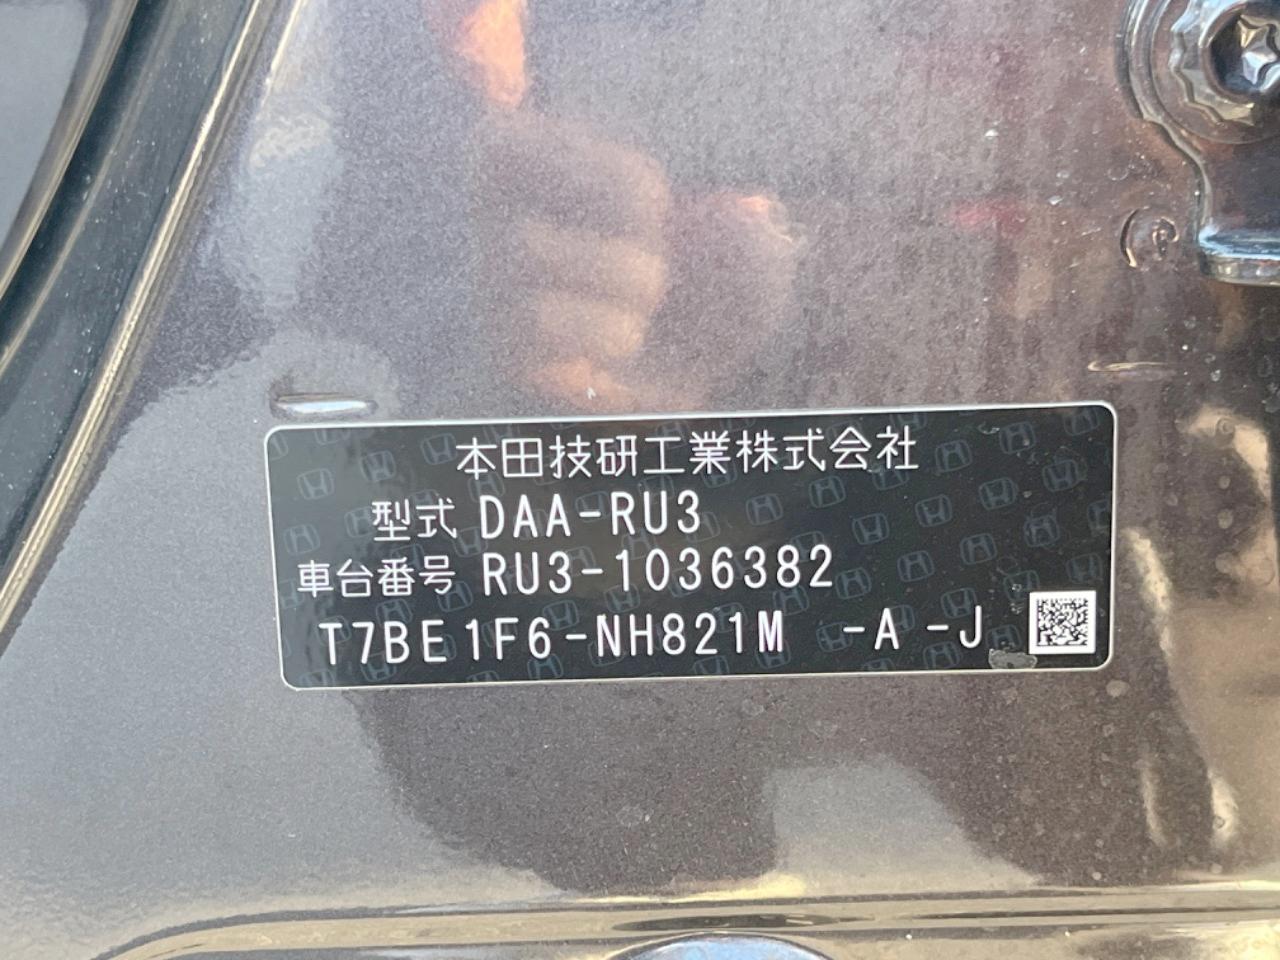 本田技研工業株式会社
型式 DAA-RU3
車台番号 RU3-1036382
T7BE1F6-NH821M -A -J